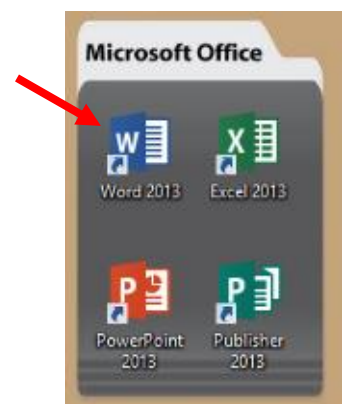 Microsoft Office
W
X
Word 2013
Excel 2013
P
P
PowerPoint
2013
Publisher
2013